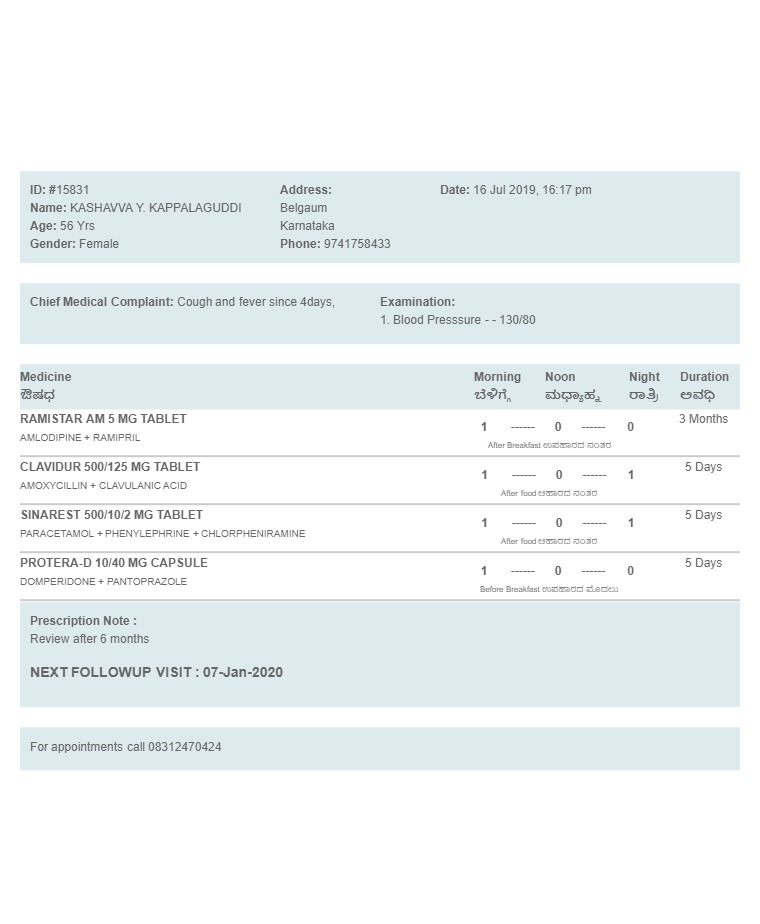 ID: #15831
Name: KASHAVVA Y. KAPPALAGUDDI
Age: 56 Yrs
Gender: Female
Address:
Belgaum
Karnataka
Phone: 9741758433
Date: 16 Jul 2019, 16:17 pm
Chief Medical Complaint: Cough and fever since 4days,
Examination:
1. Blood Presssure - - 130/80
Medicine Morning Noon Night Duration
ಔಷಧ ಬೆಳಿಗ್ಗೆ ಮಧ್ಯಾಹ್ನ ರಾತ್ರಿ ಅವಧಿ
RAMISTAR AM 5 MG TABLET 1 ------ 0 ------ 0 3 Months
AMLODIPINE + RAMIPRIL After Breakfast ಉಪಹಾರದ ನಂತರ
CLAVIDUR 500/125 MG TABLET 1 ------ 0 ------ 1 5 Days
AMOXYCILLIN + CLAVULANIC ACID After food ಆಹಾರದ ನಂತರ
SINAREST 500/10/2 MG TABLET 1 ------ 0 ------ 1 5 Days
PARACETAMOL + PHENYLEPHRINE + CHLORPHENIRAMINE After food ಆಹಾರದ ನಂತರ
PROTERA-D 10/40 MG CAPSULE 1 ------ 0 ------ 0 5 Days
DOMPERIDONE + PANTOPRAZOLE Before Breakfast ಉಪಹಾರದ ಮೊದಲು
Prescription Note :
Review after 6 months
NEXT FOLLOWUP VISIT : 07-Jan-2020
For appointments call 08312470424